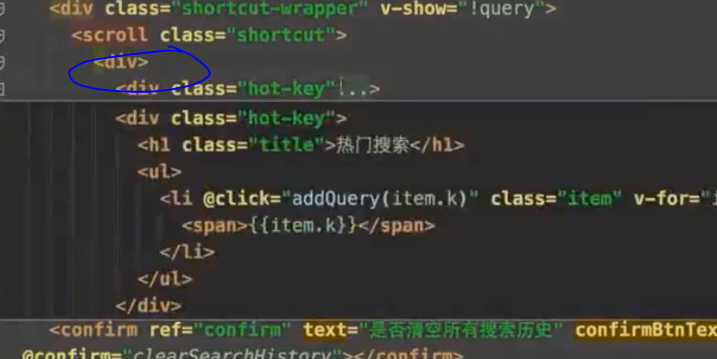 <div class="shortcut-wrapper" v-show="!query">
<scroll class="shortcut">
<div>
<div class="hot-key"...>
<div class="hot-key">
<h1 class="title">热门搜索</h1>
<ul>
<li @click="addQuery(item.k)" class="item" v-for="i
<span>{{item.k}}</span>
</li>
</ul>
</div>
<confirm ref="confirm" text="是否清空所有搜索历史" confirmBtnTex
@confirm="clearSearchHistory"></confirm>